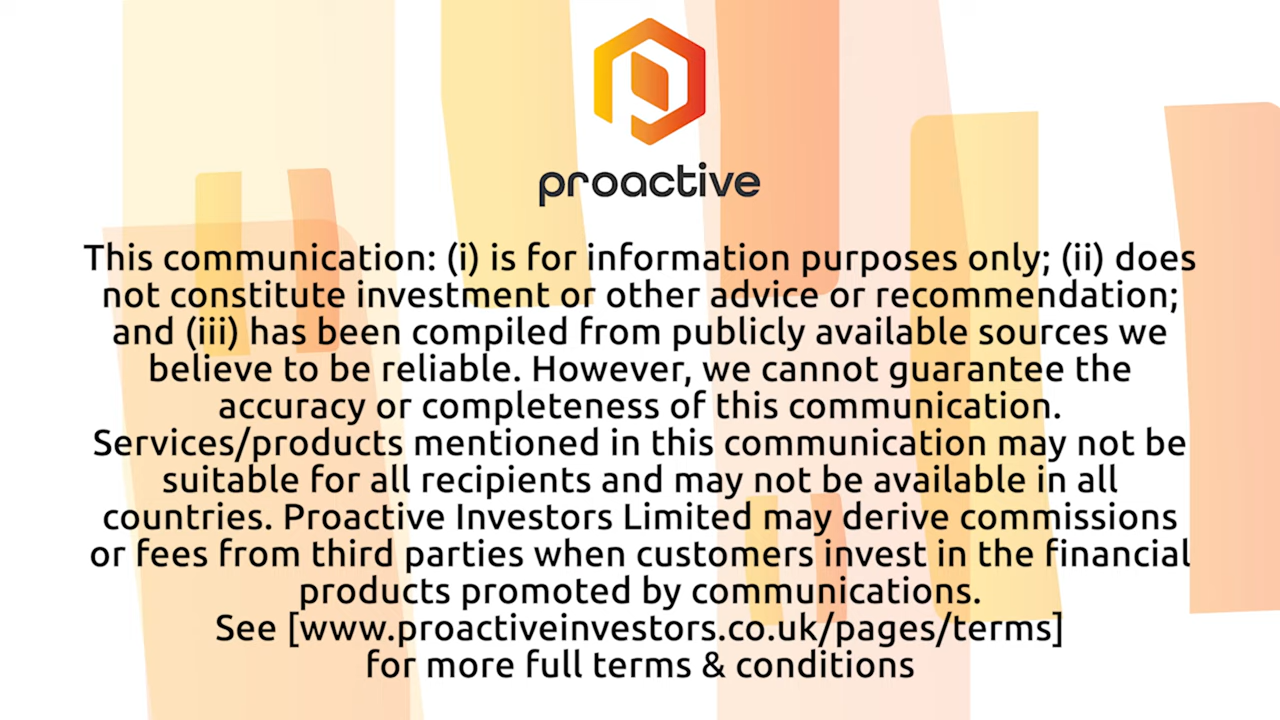 proactive
This communication: (i) is for information purposes only; (ii) does
not constitute investment or other advice or recommendation;
and (iii) has been compiled from publicly available sources we
believe to be reliable. However, we cannot guarantee the
accuracy or completeness of this communication.
Services/products mentioned in this communication may not be
suitable for all recipients and may not be available in all
countries. Proactive Investors Limited may derive commissions
or fees from third parties when customers invest in the financial
products promoted by communications.
See [www.proactiveinvestors.co.uk/pages/terms]
for more full terms & conditions